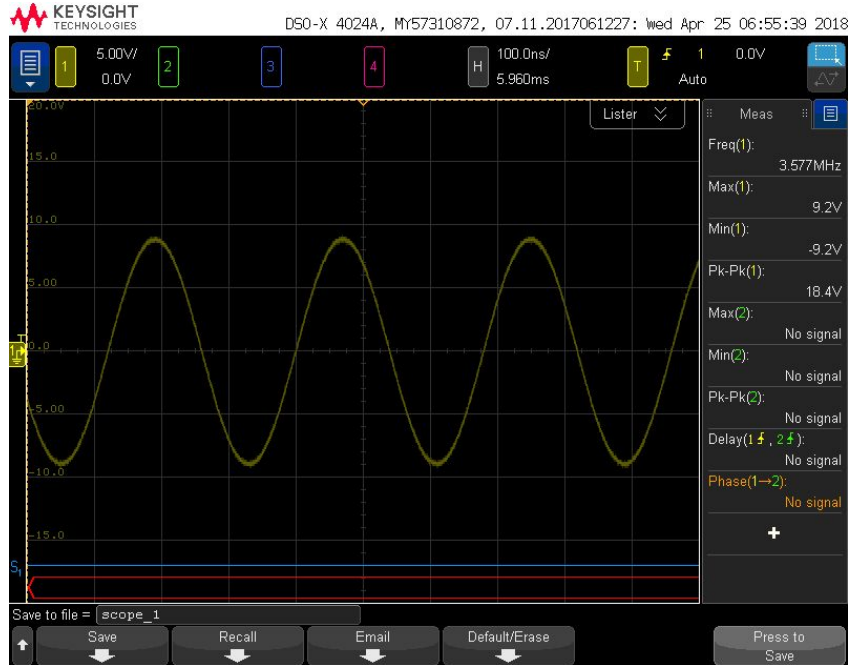 KEYSIGHT
TECHNOLOGIES
DSO-X 4024A, MY57310872, 07.11.2017061227: Wed Apr 25 06:55:39 2018
1 5.00V/ 0.0V 2 3 4 H 100.0ns/ 5.960ms T 1 0.0V Auto
20.0V
15.0
10.0
5.00
0.0
-5.00
-10.0
-15.0
T
1
S1
Lister
Meas
Freq(1):
3.577MHz
Max(1):
9.2V
Min(1):
-9.2V
Pk-Pk(1):
18.4V
Max(2):
No signal
Min(2):
No signal
Pk-Pk(2):
No signal
Delay(1, 2):
No signal
Phase(1→2):
No signal
+
Save to file = scope_1
Save Recall Email Default/Erase Press to
Save